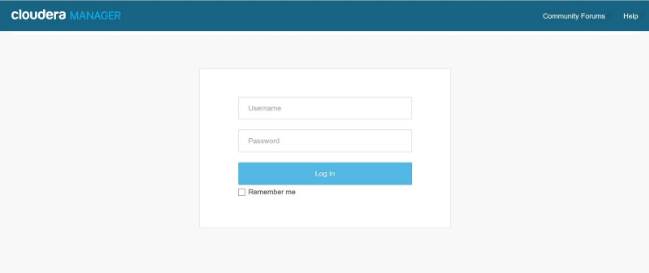 cloudera MANAGER
Community Forums Help
Username
Password
Log In
Remember me